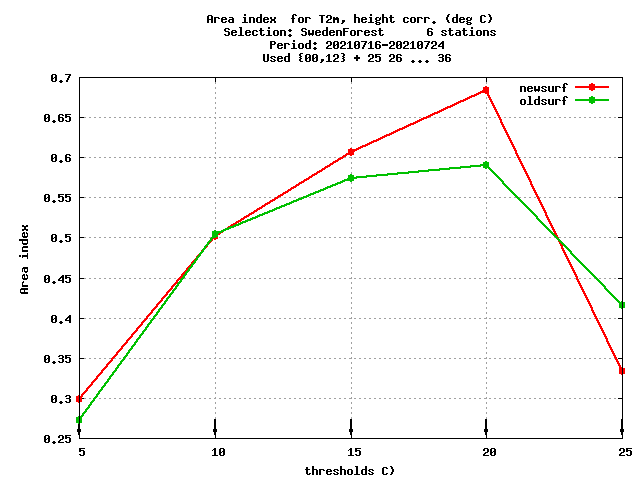 Area index  for T2m, height corr. (deg C)
Selection: SwedenForest      6 stations
Period: 20210716-20210724
Used {00,12} + 25 26 ... 36
newsurf
oldsurf
0.7
0.65
0.6
0.55
0.5
0.45
0.4
0.35
0.3
0.25
Area index
5 10 15 20 25
thresholds C)